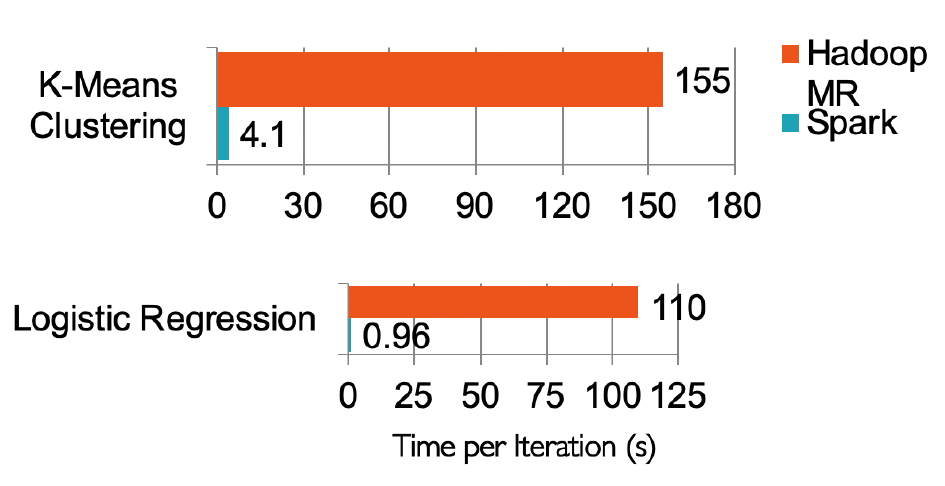 K-Means
Clustering
155
4.1
0 30 60 90 120 150 180
Hadoop
MR
Spark
Logistic Regression
110
0.96
0 25 50 75 100 125
Time per Iteration (s)